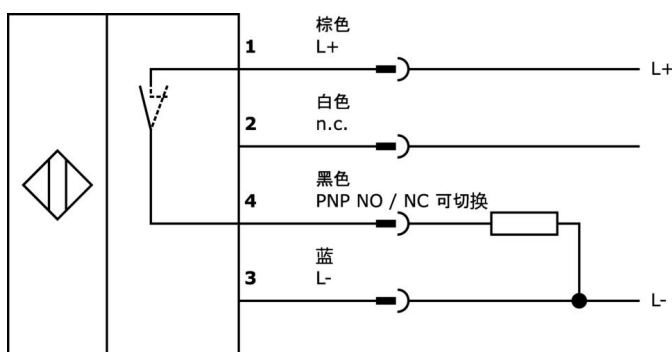 棕色
1 L+
L+
白色
2 n.c.
黑色
4 PNP NO / NC 可切换
蓝
3 L-
L-